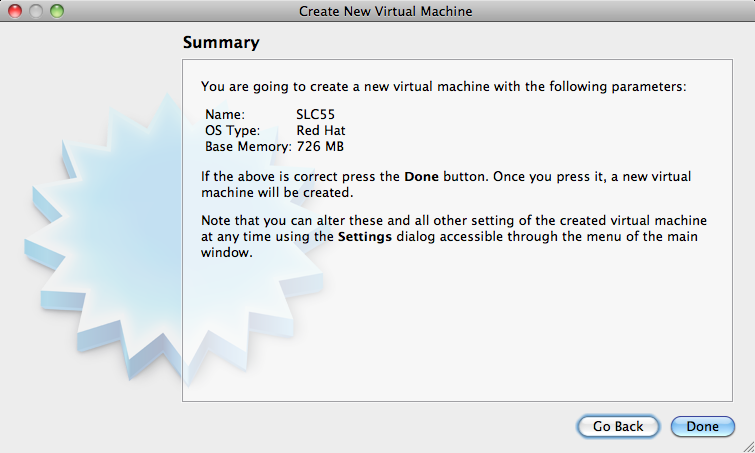 Create New Virtual Machine
Summary
You are going to create a new virtual machine with the following parameters:
Name: SLC55
OS Type: Red Hat
Base Memory: 726 MB
If the above is correct press the Done button. Once you press it, a new virtual
machine will be created.
Note that you can alter these and all other setting of the created virtual machine
at any time using the Settings dialog accessible through the menu of the main
window.
Go Back Done